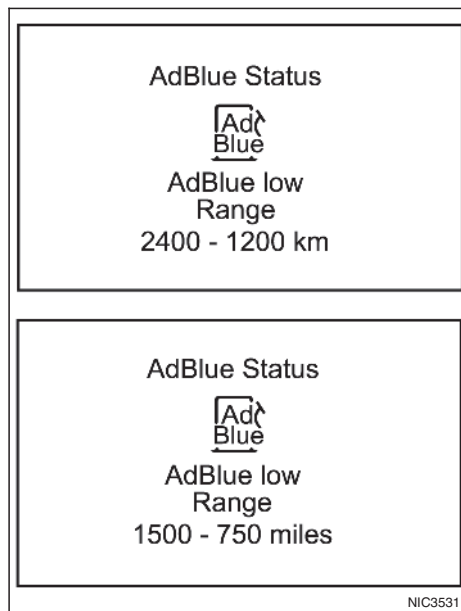 AdBlue Status
Ad
Blue
AdBlue low
Range
2400 - 1200 km
AdBlue Status
Ad
Blue
AdBlue low
Range
1500 - 750 miles
NIC3531